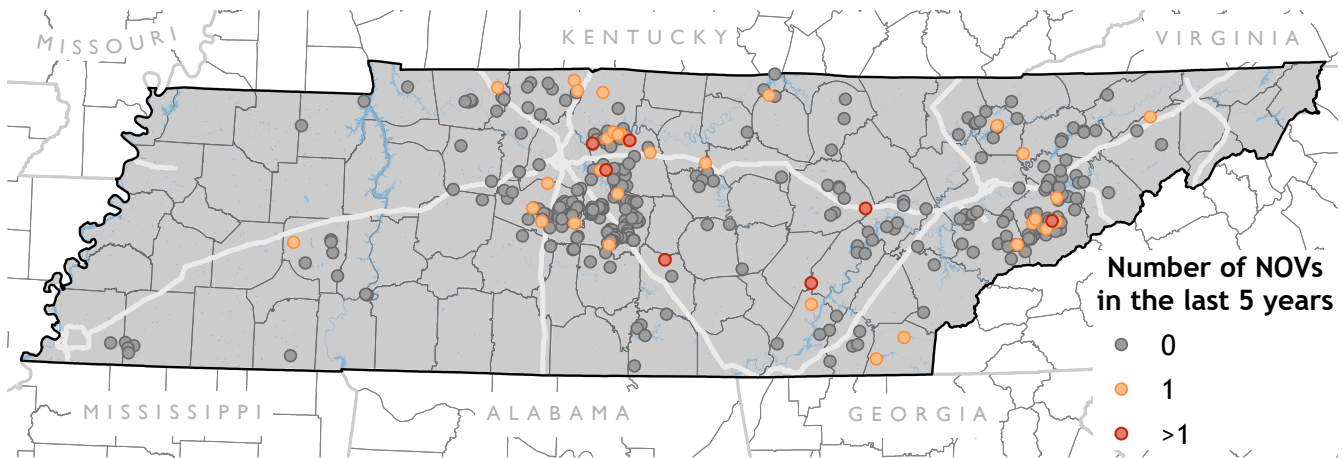 MISSOURI
KENTUCKY
VIRGINIA
Number of NOVs
in the last 5 years
0
1
>1
MISSISSIPPI
ALABAMA
GEORGIA